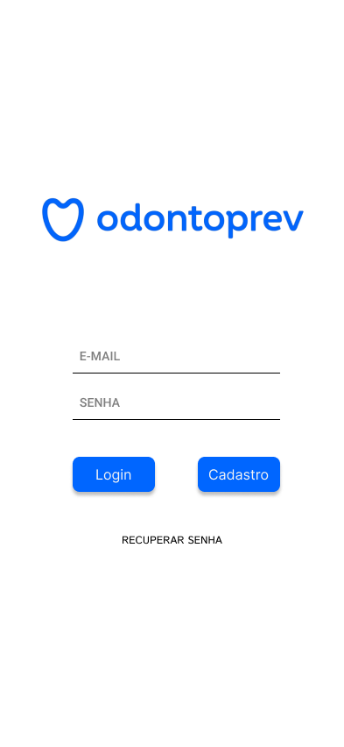 odontoprev
E-MAIL
SENHA
Login
Cadastro
RECUPERAR SENHA